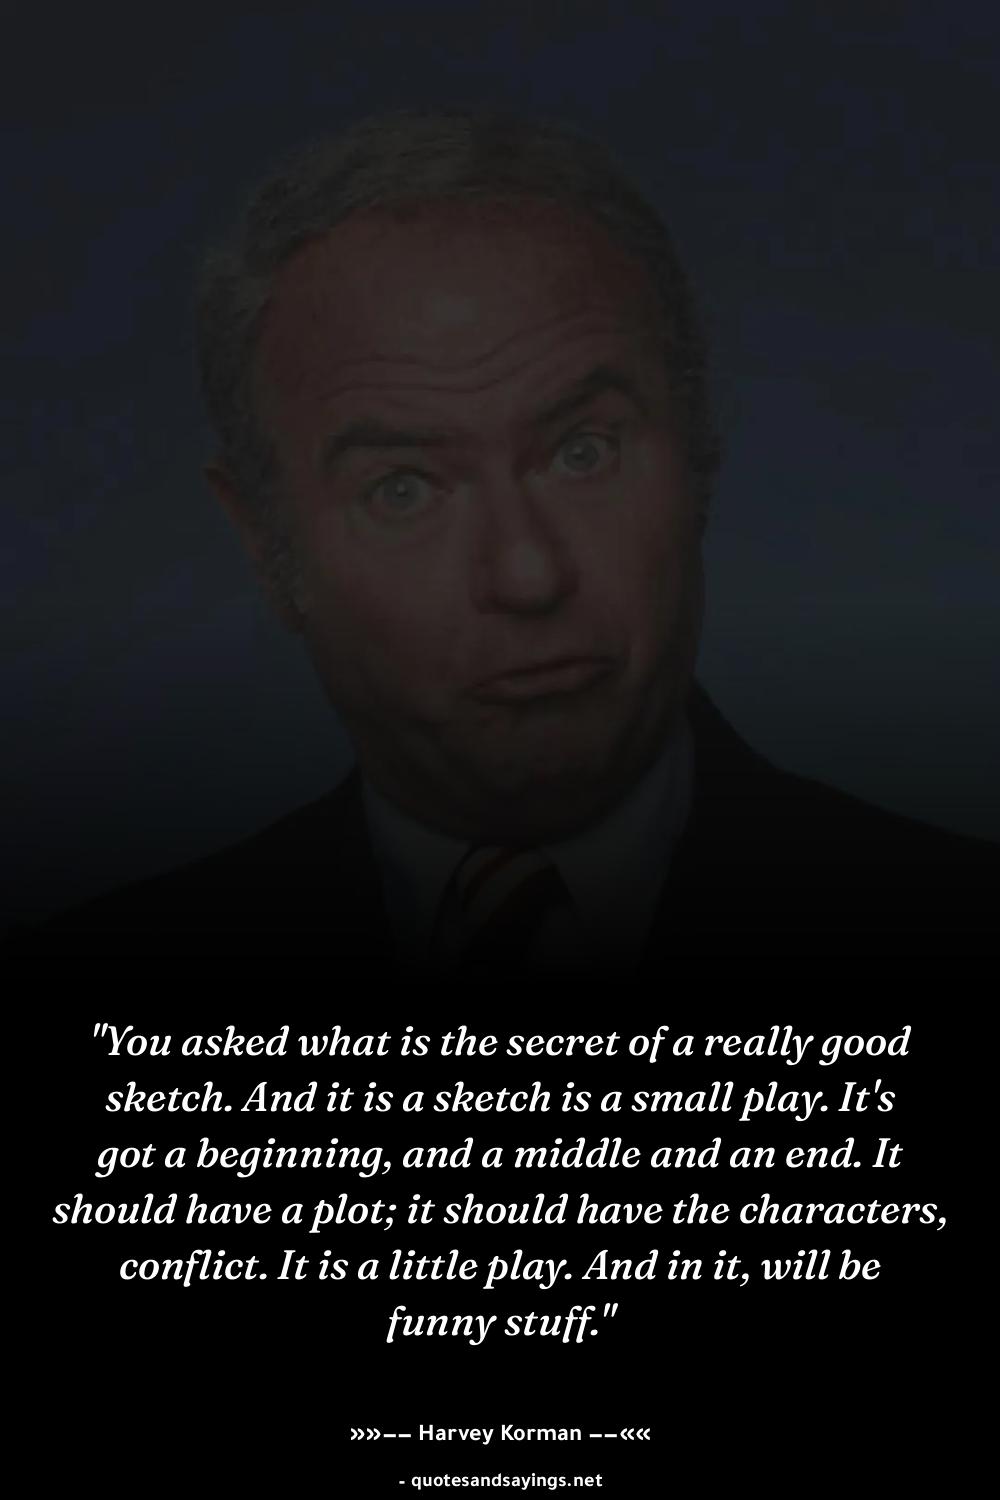 "You asked what is the secret of a really good
sketch. And it is a sketch is a small play. It's
got a beginning, and a middle and an end. It
should have a plot; it should have the characters,
conflict. It is a little play. And in it, will be
funny stuff."
»»−− Harvey Korman −−««
- quotesandsayings.net